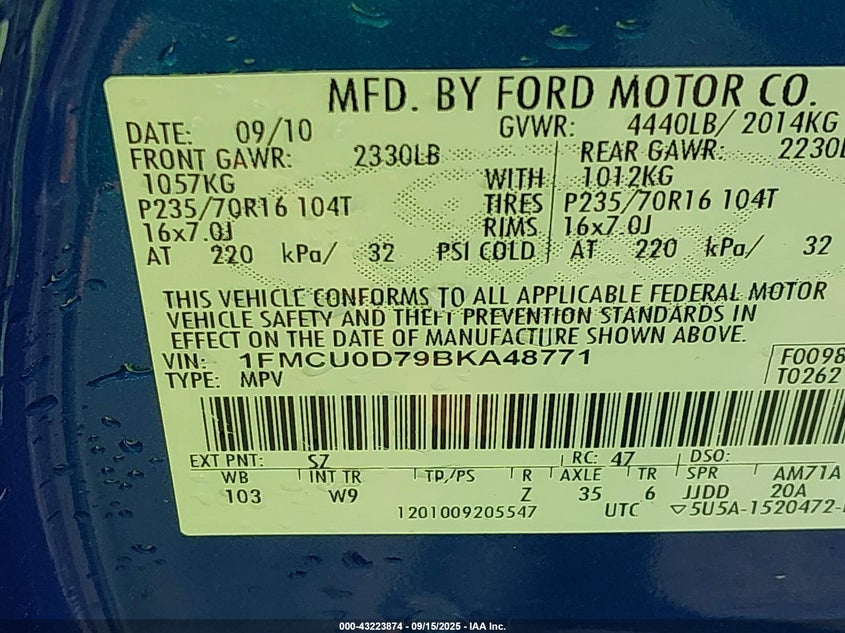 MFD. BY FORD MOTOR CO.
DATE: 09/10 GVWR: 4440LB/ 2014KG
FRONT GAWR: 2330LB REAR GAWR: 2230L
1057KG WITH 1012KG
P235/70R16 104T TIRES P235/70R16 104T
16x7.0J RIMS 16x7.0J
AT 220 kPa/ 32 PSI COLD AT 220 kPa/ 32
THIS VEHICLE CONFORMS TO ALL APPLICABLE FEDERAL MOTOR
VEHICLE SAFETY AND THEFT PREVENTION STANDARDS IN
EFFECT ON THE DATE OF MANUFACTURE SHOWN ABOVE.
VIN: 1FMCU0D79BKA48771 F0098
TYPE: MPV T0262
EXT PNT: SZ RC: 47 DSO:
WB INT TR TP/PS R AXLE TR SPR AM71A
103 W9 Z 35 6 JJDD 20A
1201009205547 UTC ▽5U5A-1520472-
000-43223874 - 09/15/2025 - IAA Inc.